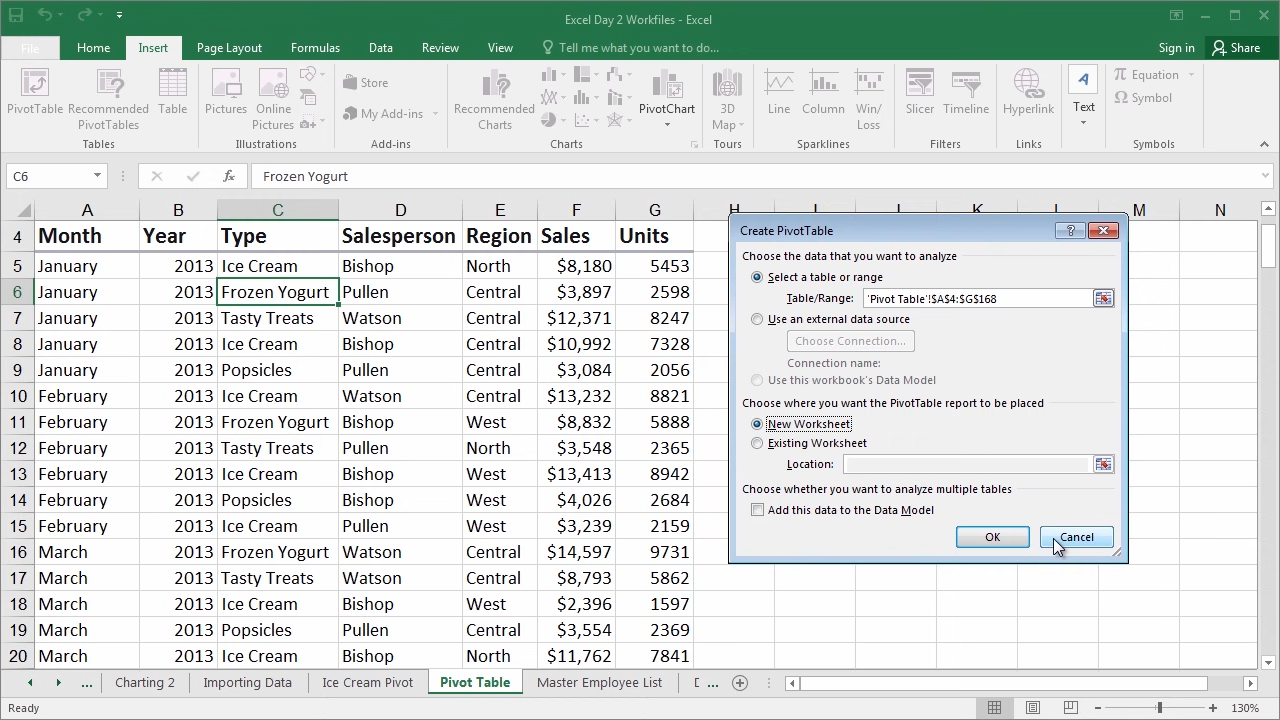 Excel Day 2 Workfiles - Excel
File Home Insert Page Layout Formulas Data Review View Tell me what you want to do... Sign in Share
PivotTable Recommended PivotTables Table Pictures Online Pictures Store My Add-ins Recommended Charts PivotChart 3D Map Line Column Win/Loss Slicer Timeline Hyperlink Text Equation Symbol
Tables Illustrations Add-ins Charts Tours Sparklines Filters Links Symbols
C6 fx Frozen Yogurt
A B C D E F G H M N
4 Month Year Type Salesperson Region Sales Units
5 January 2013 Ice Cream Bishop North $8,180 5453
6 January 2013 Frozen Yogurt Pullen Central $3,897 2598
7 January 2013 Tasty Treats Watson Central $12,371 8247
8 January 2013 Ice Cream Bishop Central $10,992 7328
9 January 2013 Popsicles Pullen Central $3,084 2056
10 February 2013 Ice Cream Watson Central $13,232 8821
11 February 2013 Frozen Yogurt Bishop West $8,832 5888
12 February 2013 Tasty Treats Pullen North $3,548 2365
13 February 2013 Ice Cream Bishop West $13,413 8942
14 February 2013 Popsicles Bishop West $4,026 2684
15 February 2013 Ice Cream Pullen West $3,239 2159
16 March 2013 Frozen Yogurt Watson Central $14,597 9731
17 March 2013 Tasty Treats Watson Central $8,793 5862
18 March 2013 Ice Cream Bishop West $2,396 1597
19 March 2013 Popsicles Bishop Central $3,554 2369
20 March 2013 Ice Cream Bishop North $11,762 7841
Create PivotTable
Choose the data that you want to analyze
Select a table or range
Table/Range: 'Pivot Table'!$A$4:$G$168
Use an external data source
Choose Connection...
Connection name:
Use this workbook's Data Model
Choose where you want the PivotTable report to be placed
New Worksheet
Existing Worksheet
Location:
Choose whether you want to analyze multiple tables
Add this data to the Data Model
OK Cancel
... Charting 2 Importing Data Ice Cream Pivot Pivot Table Master Employee List ...
Ready 130%